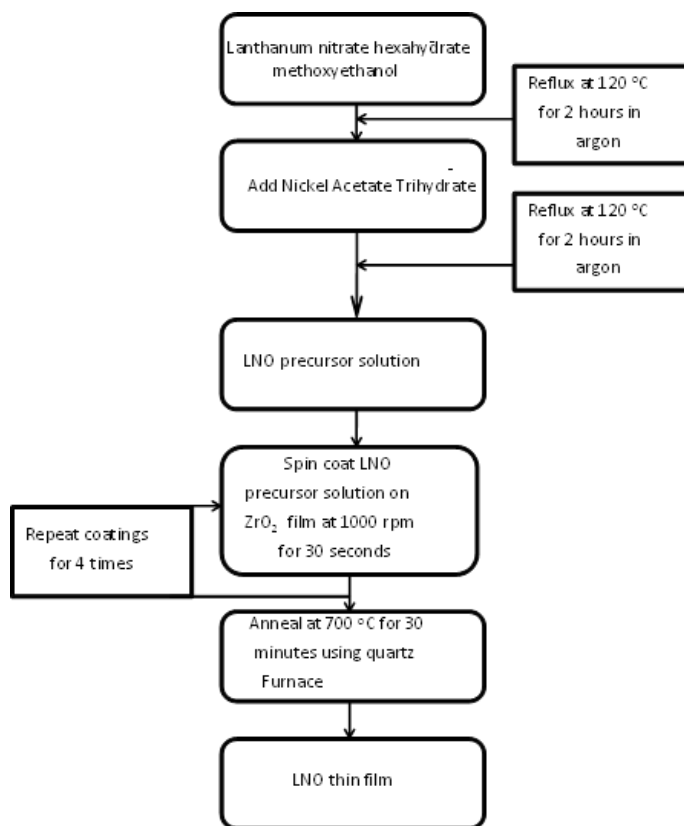 Lanthanum nitrate hexahydrate
methoxyethanol
Reflux at 120 °C
for 2 hours in
argon
Add Nickel Acetate Trihydrate
Reflux at 120 °C
for 2 hours in
argon
LNO precursor solution
Spin coat LNO
precursor solution on
ZrO₂ film at 1000 rpm
for 30 seconds
Repeat coatings
for 4 times
Anneal at 700 °C for 30
minutes using quartz
Furnace
LNO thin film